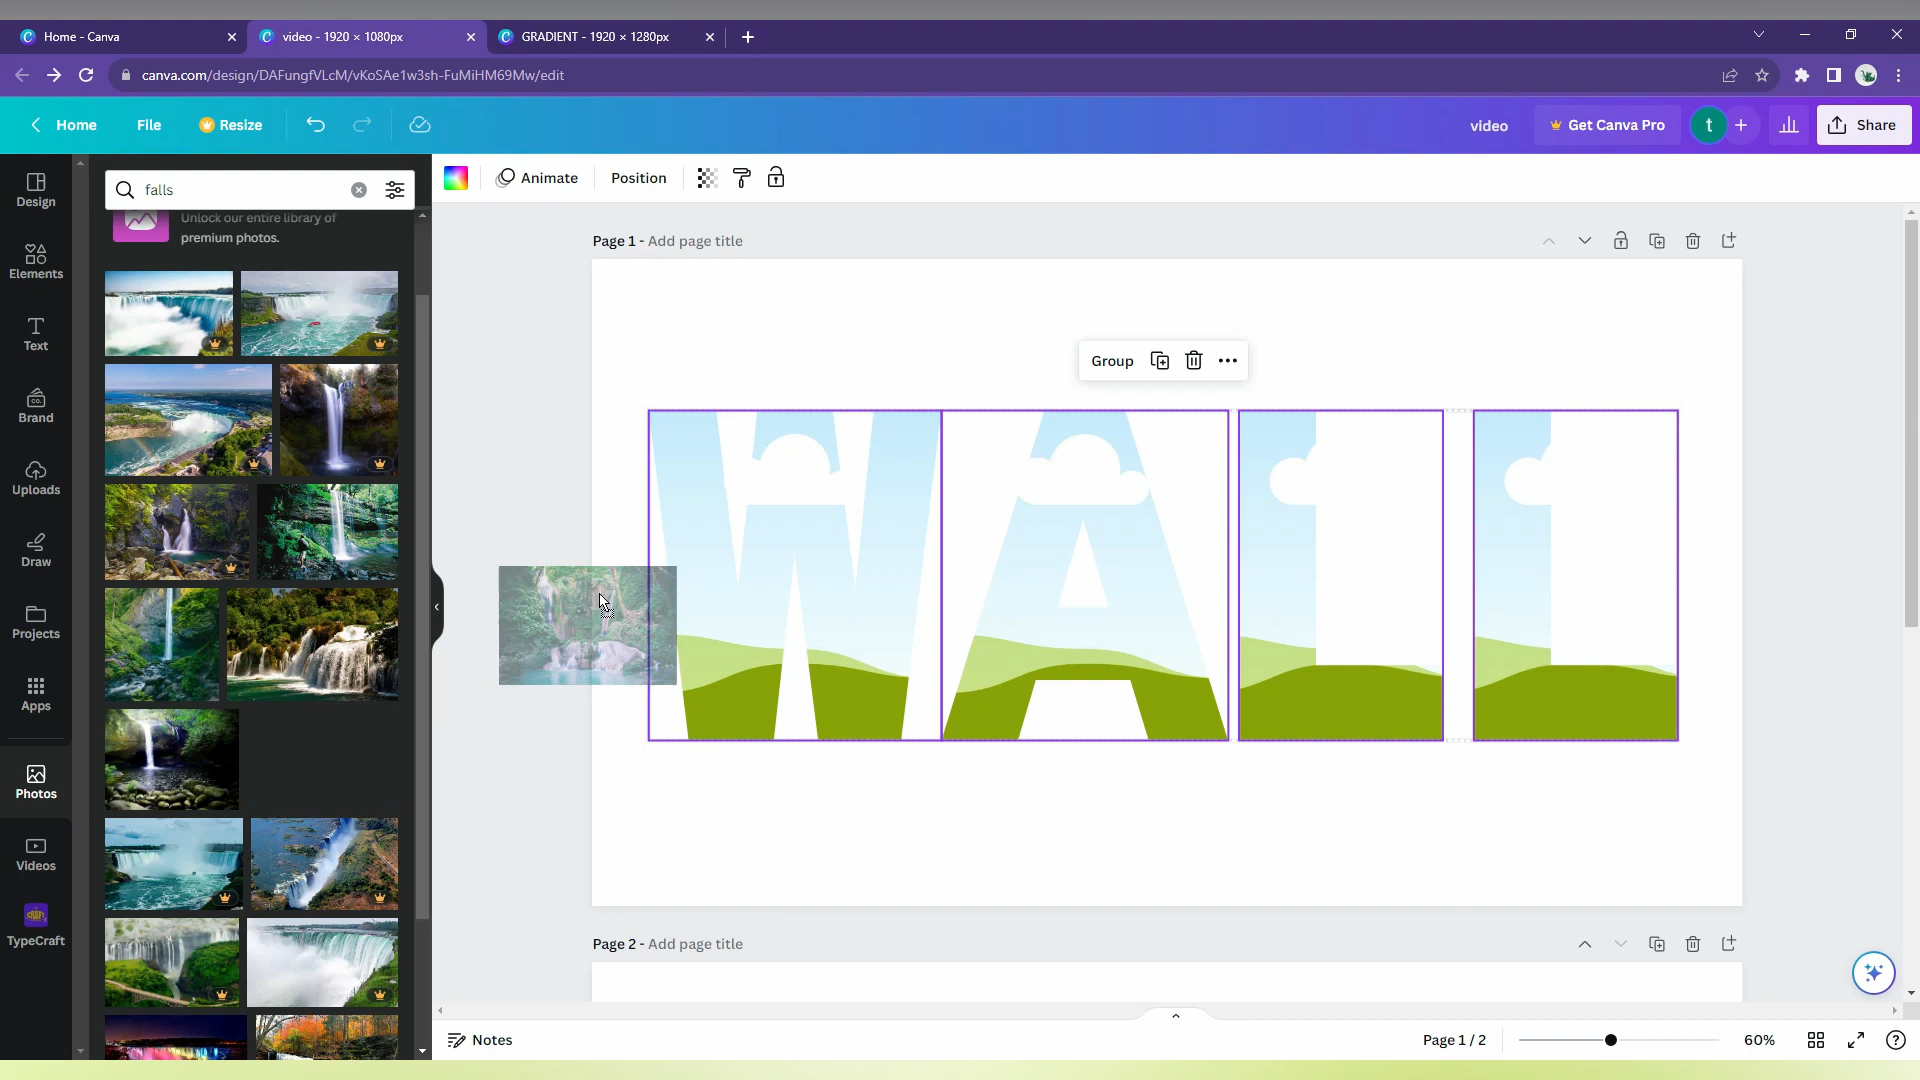 Home - Canva
video - 1920 × 1080px
GRADIENT - 1920 × 1280px
canva.com/design/DAFungfVLcM/vKoSAe1w3sh-FuMiHM69Mw/edit
Home
File
Resize
video
Get Canva Pro
t
Share
Design
Elements
Text
Brand
Uploads
Draw
Projects
Apps
Photos
Videos
CRAFT
TypeCraft
falls
Unlock our entire library of
premium photos.
Animate
Position
Page 1 - Add page title
Group
WALL
Page 2 - Add page title
Notes
Page 1 / 2
60%